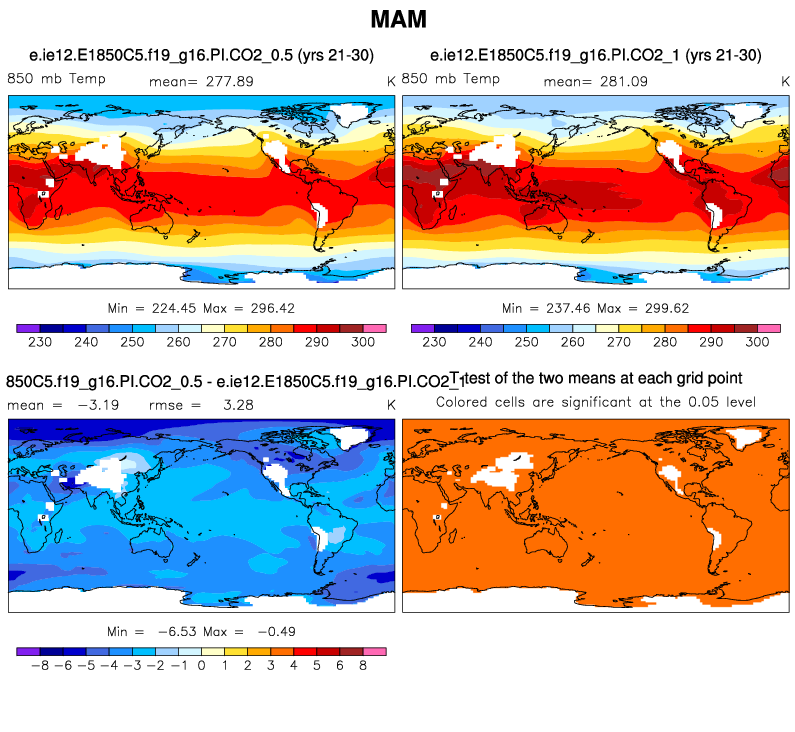 MAM
e.ie12.E1850C5.f19_g16.PI.CO2_0.5 (yrs 21-30)
850 mb Temp mean= 277.89 K
Min = 224.45 Max = 296.42
230 240 250 260 270 280 290 300
e.ie12.E1850C5.f19_g16.PI.CO2_1 (yrs 21-30)
850 mb Temp mean= 281.09 K
Min = 237.46 Max = 299.62
230 240 250 260 270 280 290 300
850C5.f19_g16.PI.CO2_0.5 - e.ie12.E1850C5.f19_g16.PI.CO2_1
mean = -3.19 rmse = 3.28 K
Min = -6.53 Max = -0.49
-8 -6 -5 -4 -3 -2 -1 0 1 2 3 4 5 6 8
T-test of the two means at each grid point
Colored cells are significant at the 0.05 level